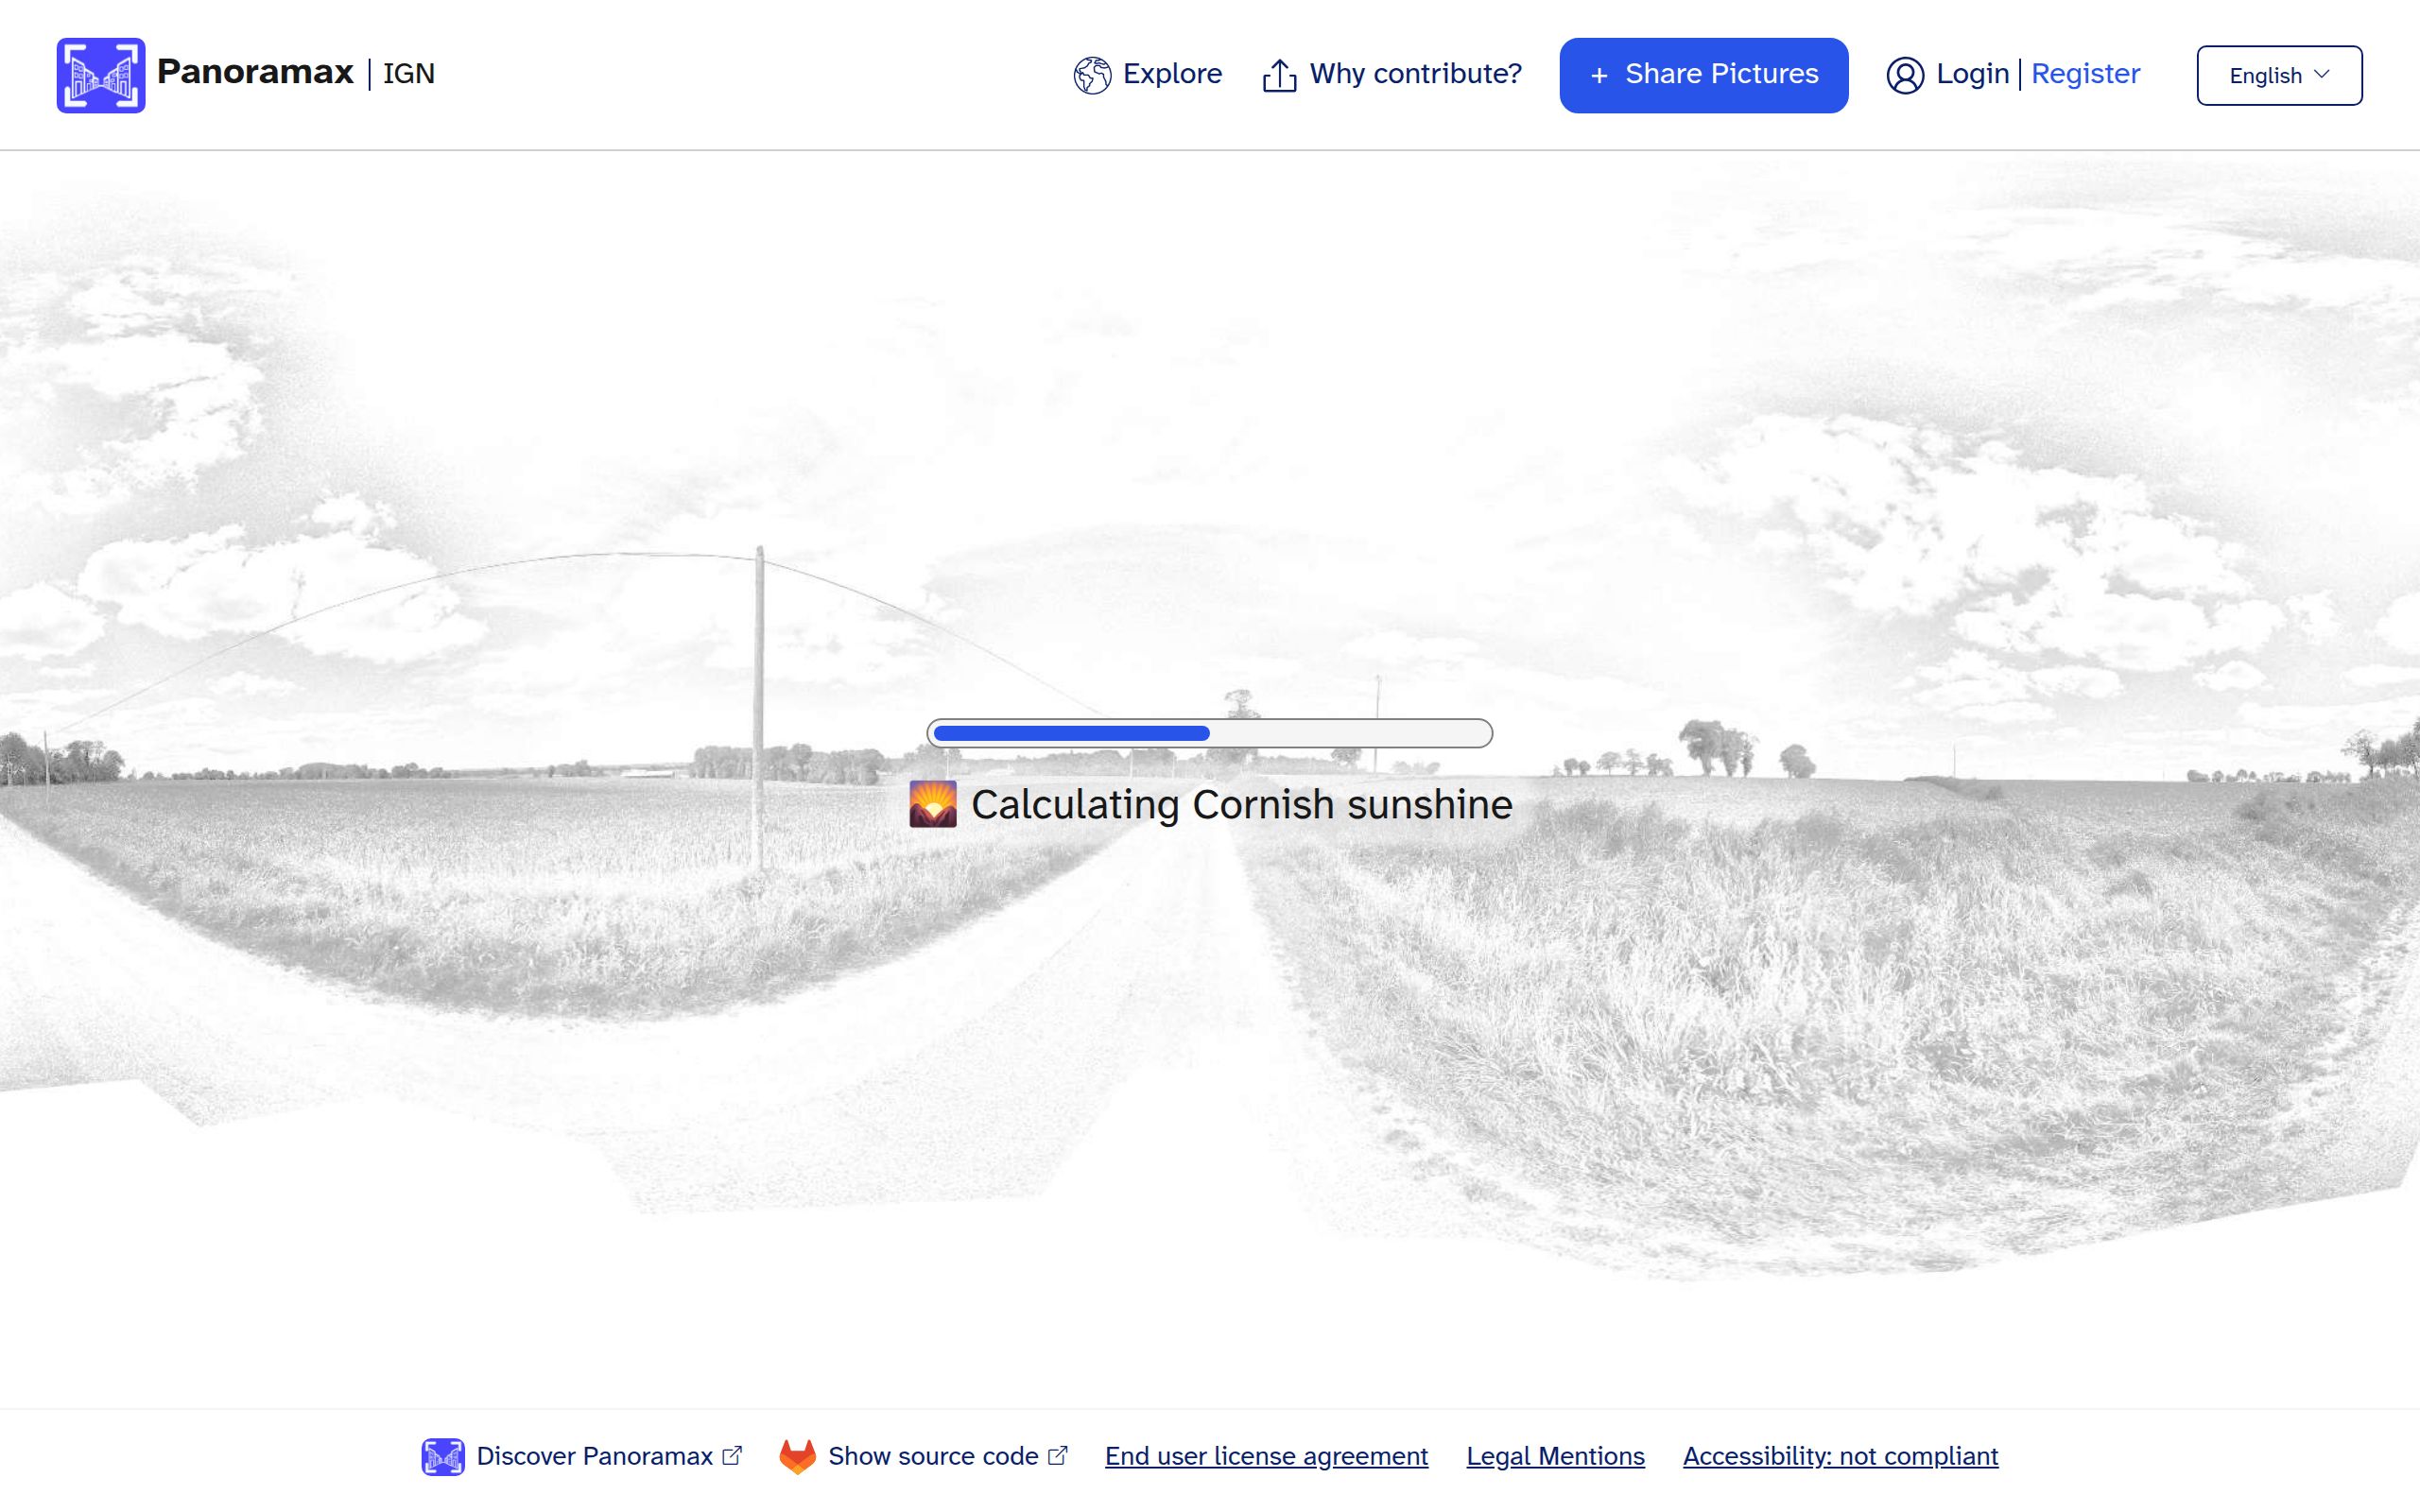 Panoramax | IGN
Explore
Why contribute?
+ Share Pictures
Login | Register
English
Calculating Cornish sunshine
Discover Panoramax
Show source code
End user license agreement
Legal Mentions
Accessibility: not compliant